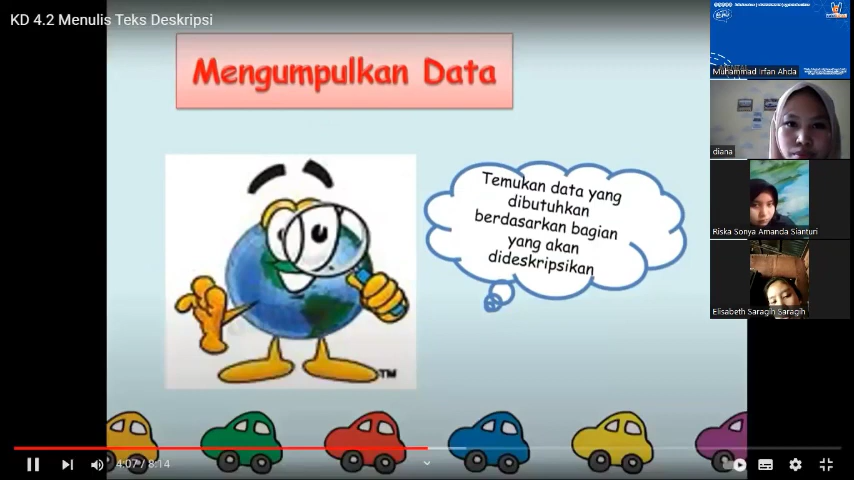 KD 4.2 Menulis Teks Deskripsi
Mengumpulkan Data
Temukan data yang
dibutuhkan
berdasarkan bagian
yang akan
dideskripsikan
TM
4:07 / 8:14
Muhammad Irfan Ahda
diana
Riska Sonya Amanda Sianturi
Elisabeth Saragih Saragih